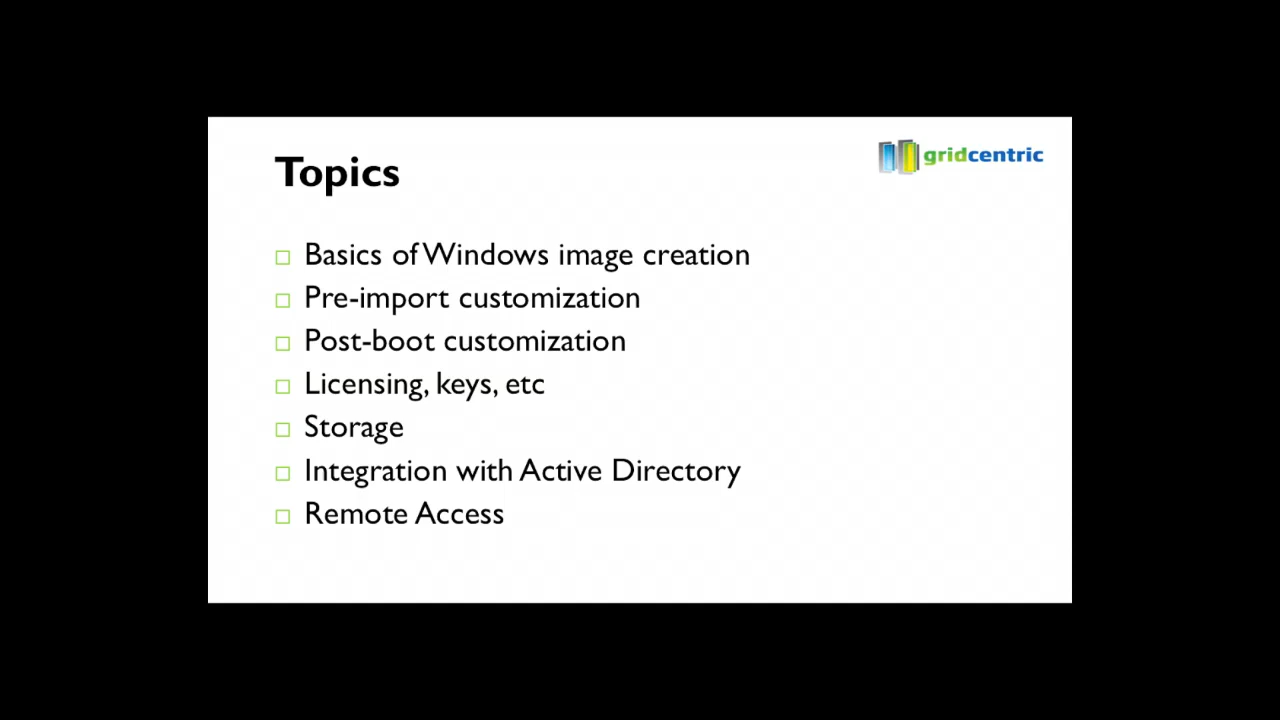 Topics
gridcentric
Basics of Windows image creation
Pre-import customization
Post-boot customization
Licensing, keys, etc
Storage
Integration with Active Directory
Remote Access